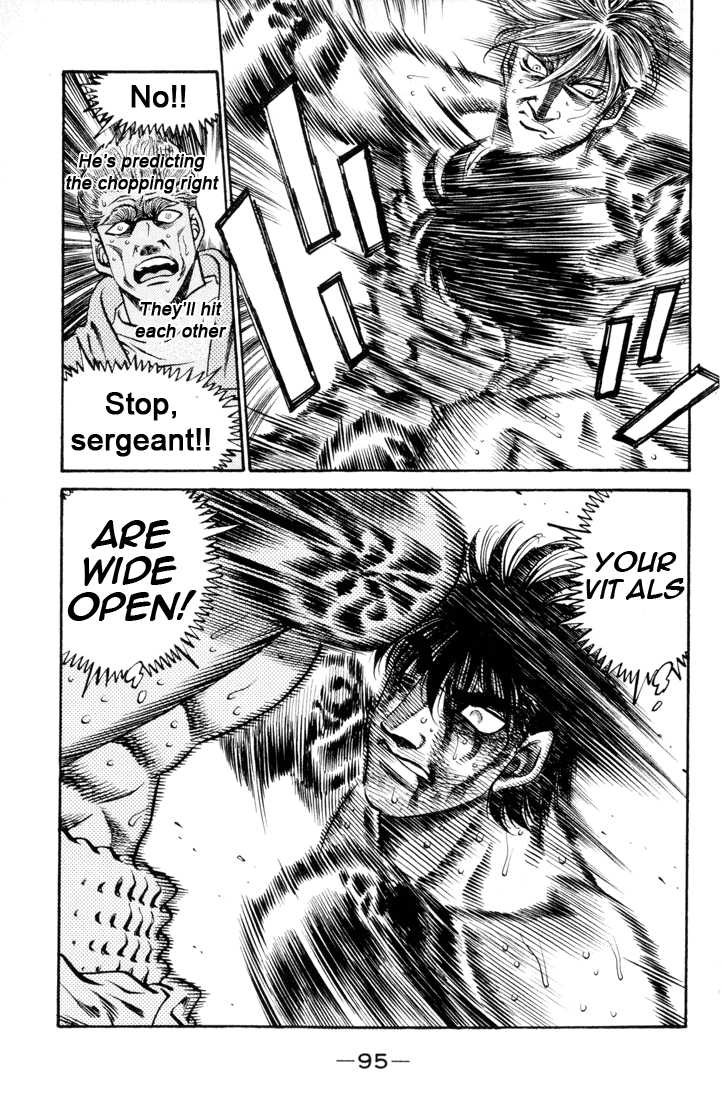 No!!
He's predicting
the chopping right
They'll hit
each other
Stop,
sergeant!!
YOUR
VITALS
ARE
WIDE
OPEN!
—95—